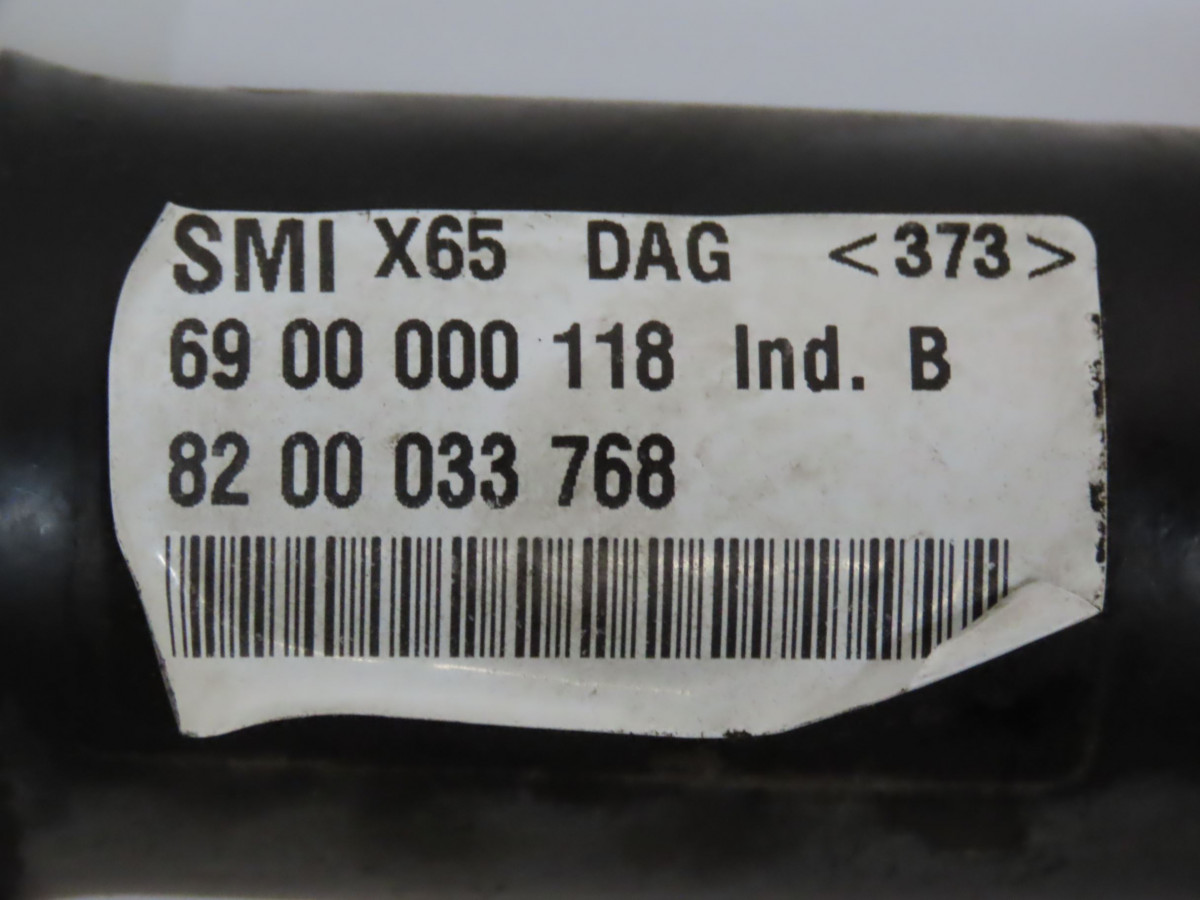 SMI X65 DAG <373>
69 00 000 118 Ind. B
82 00 033 768